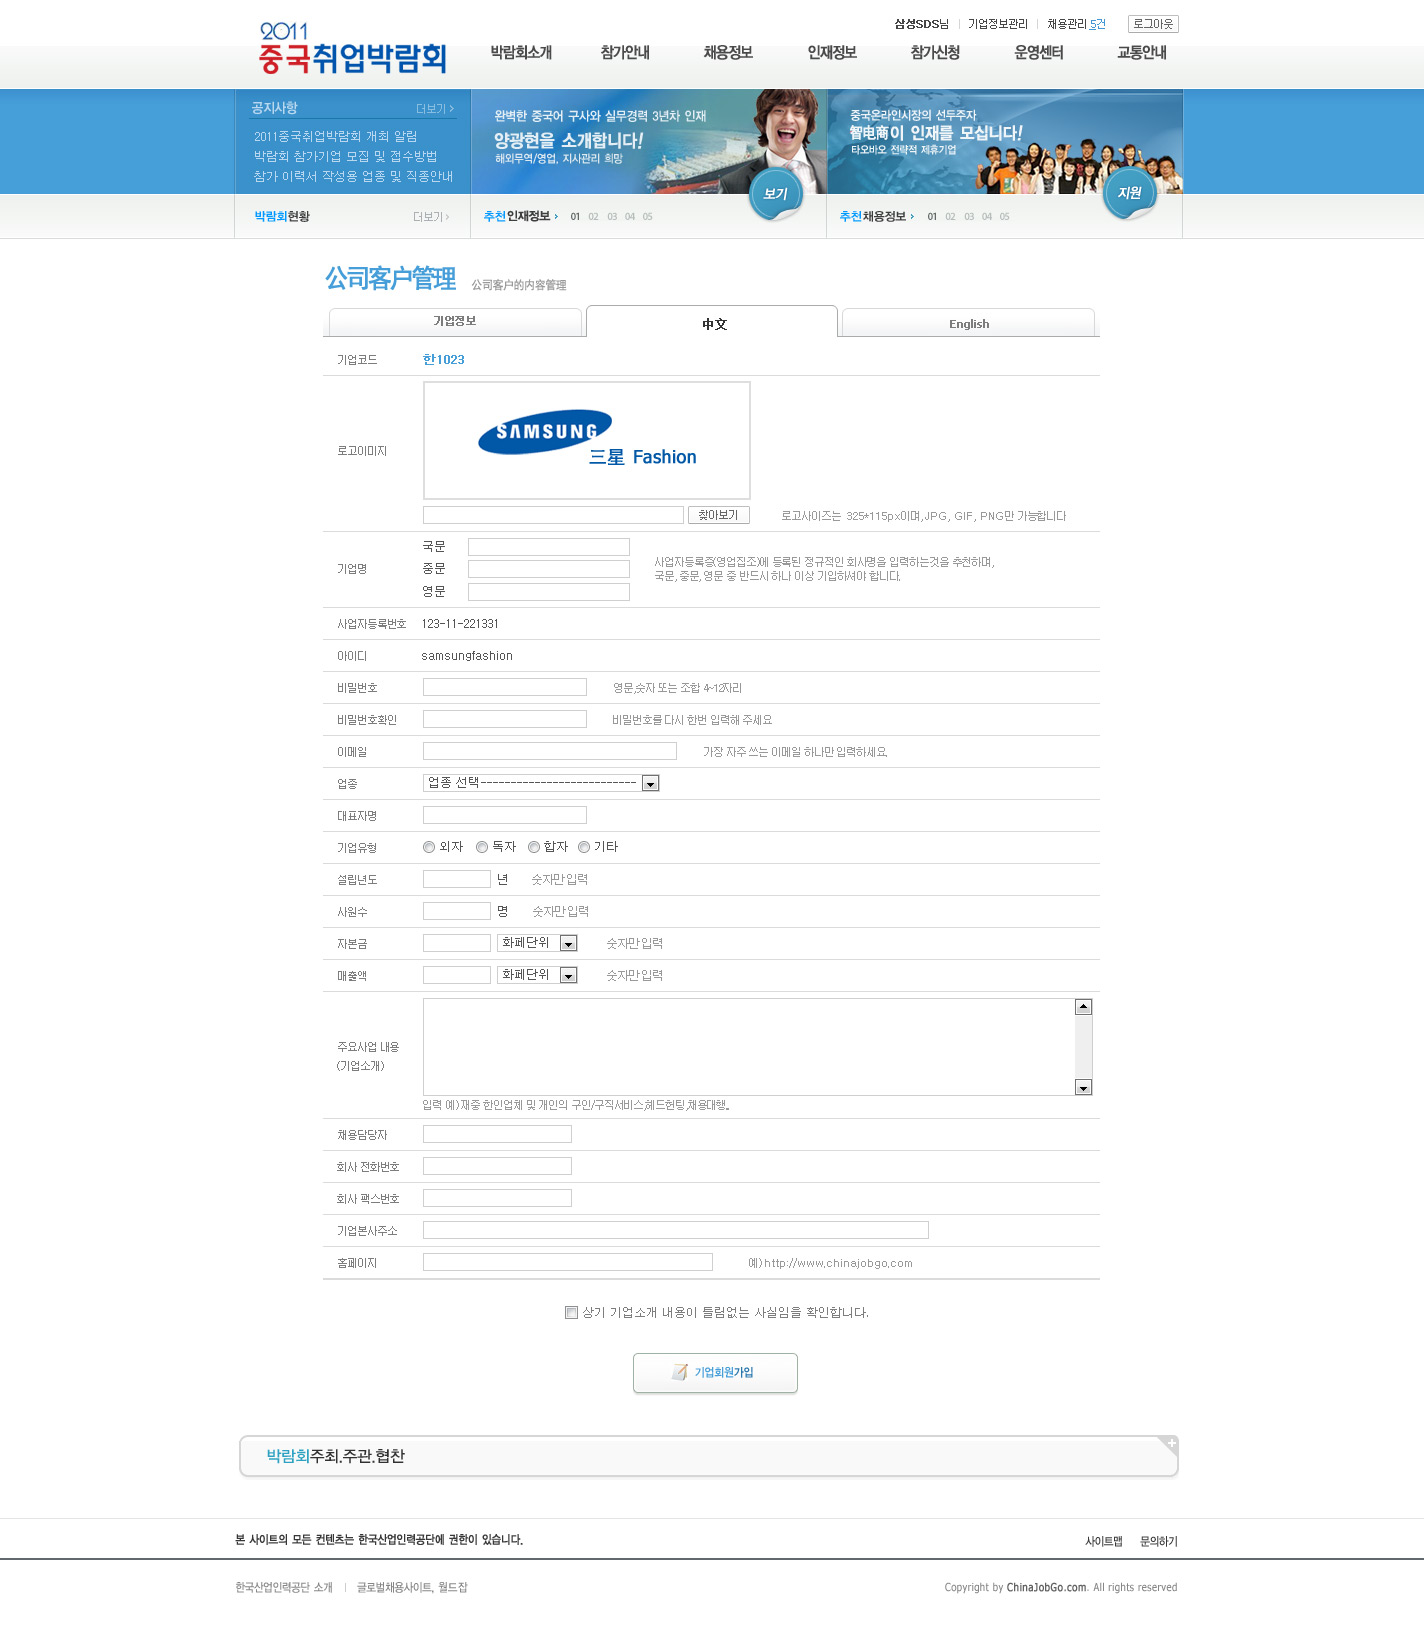 삼성SDS님 기업정보관리 채용관리 5건 로그아웃
2011
중국취업박람회
박람회소개 참가안내 채용정보 인재정보 참가신청 운영센터 교통안내
공지사항 더보기
2011중국취업박람회 개최 알림
박람회 참가기업 모집 및 접수방법
참가 이력서 작성용 업종 및 직종안내
완벽한 중국어 구사와 실무경력 3년차 인재
양광현을 소개합니다!
해외무역/영업, 지사관리 희망
보기
중국온라인시장의 선두주자
智电商이 인재를 모십니다!
타오바오 전략적 제휴기업
지원
박람회현황 더보기
추천인재정보 01 02 03 04 05
추천채용정보 01 02 03 04 05
公司客户管理 公司客户的内容管理
기업정보 中文 English
기업코드 한1023
로고이미지
SAMSUNG
三星 Fashion
찾아보기 로고사이즈는 325*115px이며,JPG, GIF, PNG만 가능합니다
기업명
국문
중문
영문
사업자등록증(영업집조)에 등록된 정규적인 회사명을 입력하는것을 추천하며,
국문, 중문, 영문 중 반드시 하나 이상 기입하셔야 합니다.
사업자등록번호 123-11-221331
아이디 samsungfashion
비밀번호 영문,숫자 또는 조합 4~12자리
비밀번호확인 비밀번호를 다시 한번 입력해 주세요
이메일 가장 자주 쓰는 이메일 하나만 입력하세요.
업종 업종 선택--------------------------
대표자명
기업유형 외자 독자 합자 기타
설립년도 년 숫자만 입력
사원수 명 숫자만 입력
자본금 화페단위 숫자만 입력
매출액 화페단위 숫자만 입력
주요사업 내용
(기업소개)
입력 예)재중 한인업체 및 개인의 구인/구직서비스,헤드헌팅,채용대행。
채용담당자
회사 전화번호
회사 팩스번호
기업본사주소
홈페이지 예)http://www.chinajobgo.com
상기 기업소개 내용이 틀림없는 사실임을 확인합니다.
기업회원가입
박람회주최.주관.협찬
본 사이트의 모든 컨텐츠는 한국산업인력공단에 권한이 있습니다.
사이트맵 문의하기
한국산업인력공단 소개 | 글로벌채용사이트, 월드잡
Copyright by ChinaJobGo.com. All rights reserved